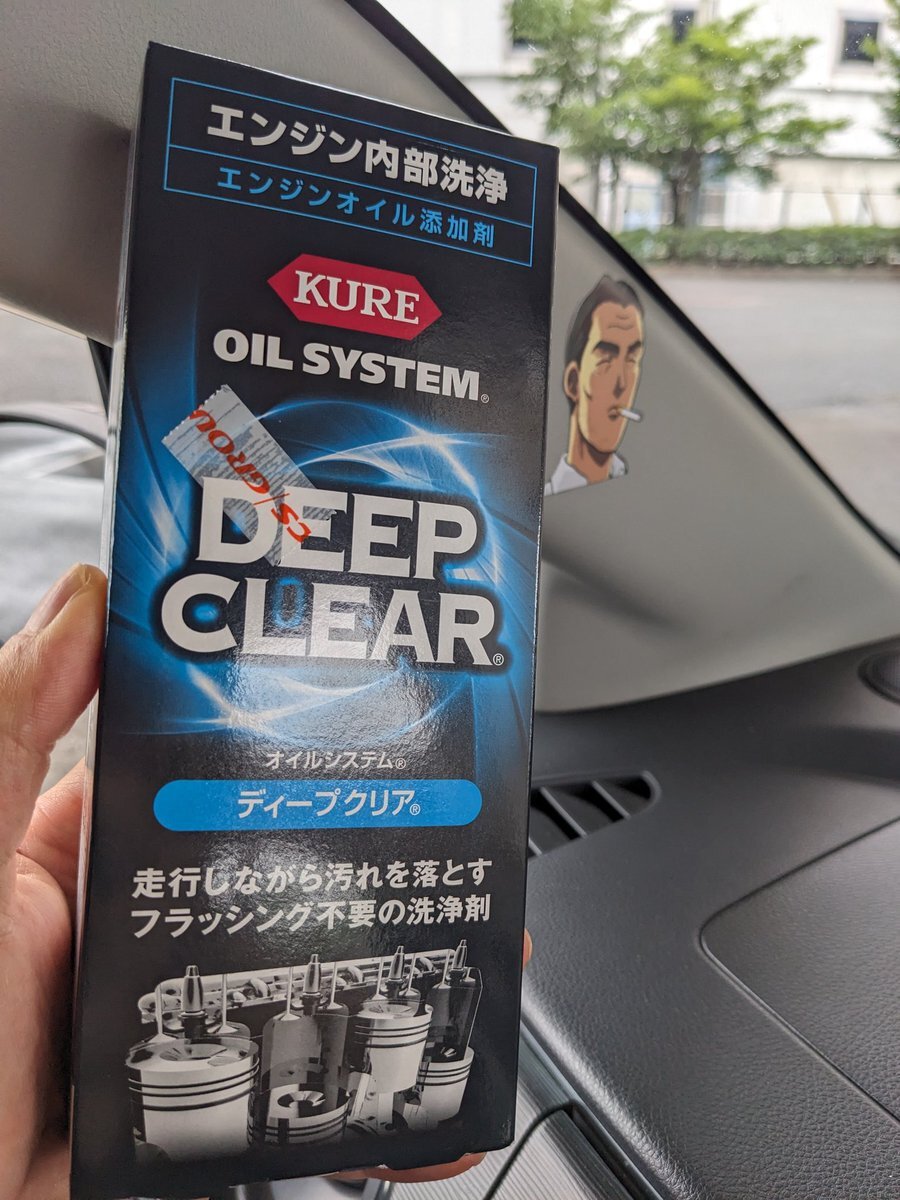 エンジン内部洗浄
エンジンオイル添加剤
KURE
OIL SYSTEM®
CS/GROU
DEEP
CLEAR®
オイルシステム®
ディープクリア®
走行しながら汚れを落とす
フラッシング不要の洗浄剤